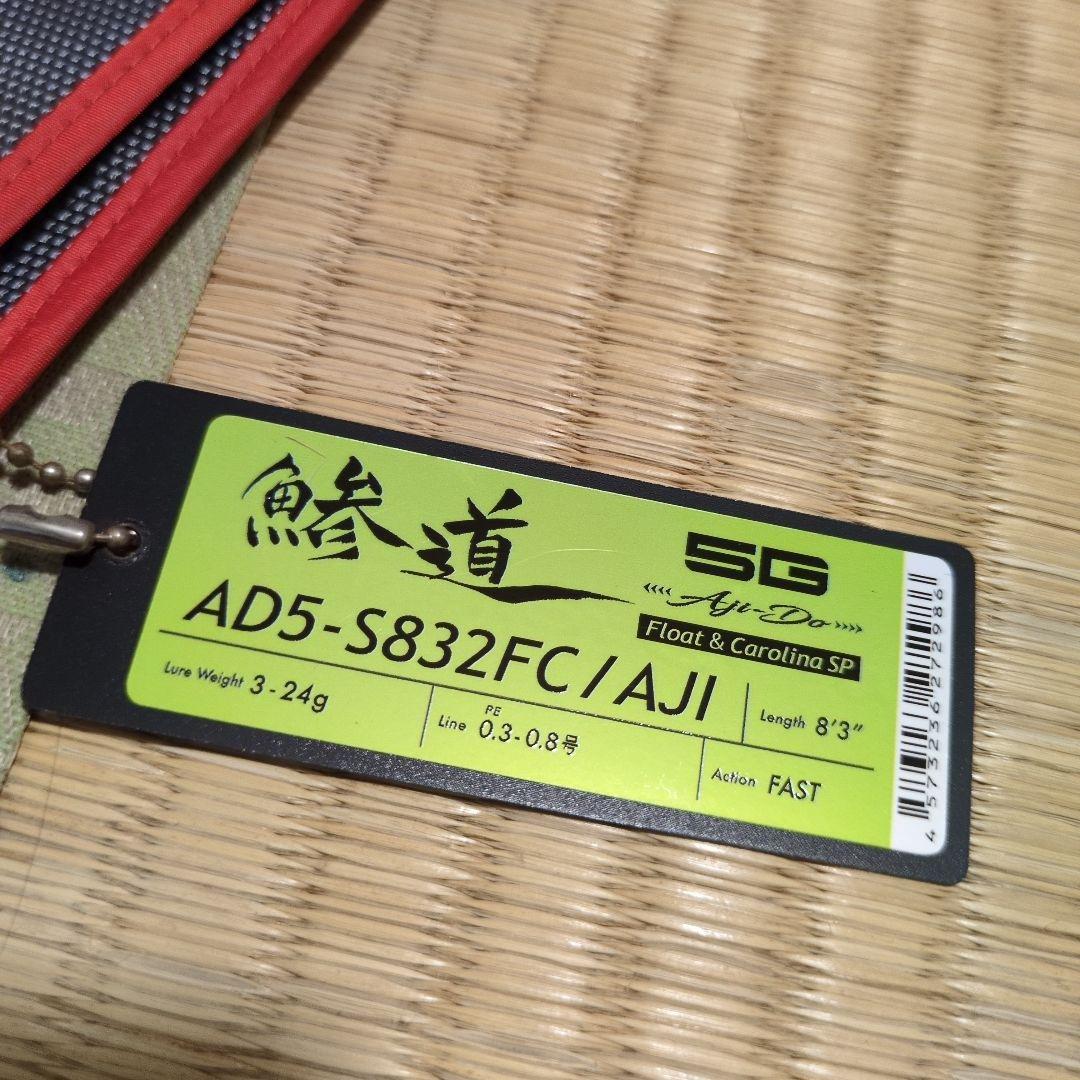 鯵道
5G
Aji-Do
Float & Carolina SP
AD5-S832FC/AJI
Length 8'3"
Lure Weight 3-24g
PE
Line 0.3-0.8号
Action FAST
4573236272986